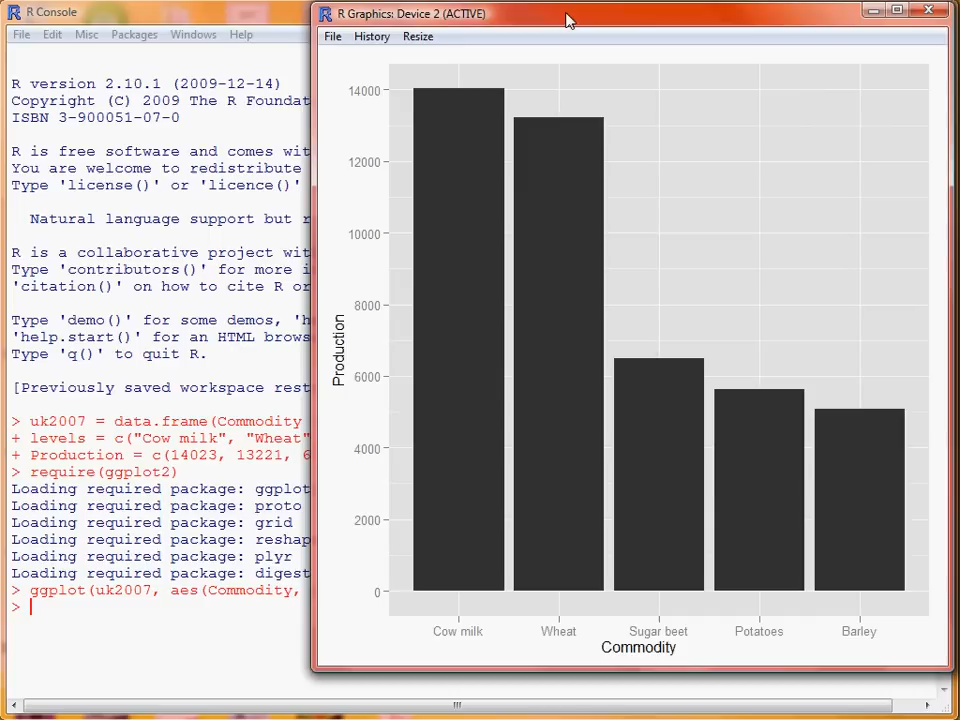 R Console
File Edit Misc Packages Windows Help
R version 2.10.1 (2009-12-14)
Copyright (C) 2009 The R Foundat
ISBN 3-900051-07-0
R is free software and comes wit
You are welcome to redistribute
Type 'license()' or 'licence()'
Natural language support but r
R is a collaborative project wit
Type 'contributors()' for more i
'citation()' on how to cite R or
Type 'demo()' for some demos, 'h
'help.start()' for an HTML brows
Type 'q()' to quit R.
[Previously saved workspace rest
> uk2007 = data.frame(Commodity
+ levels = c("Cow milk", "Wheat"
+ Production = c(14023, 13221, 6
> require(ggplot2)
Loading required package: ggplot
Loading required package: proto
Loading required package: grid
Loading required package: reshap
Loading required package: plyr
Loading required package: digest
> ggplot(uk2007, aes(Commodity,
>
R Graphics: Device 2 (ACTIVE)
File History Resize
14000
12000
10000
8000
6000
4000
2000
0
Production
Cow milk Wheat Sugar beet Potatoes Barley
Commodity